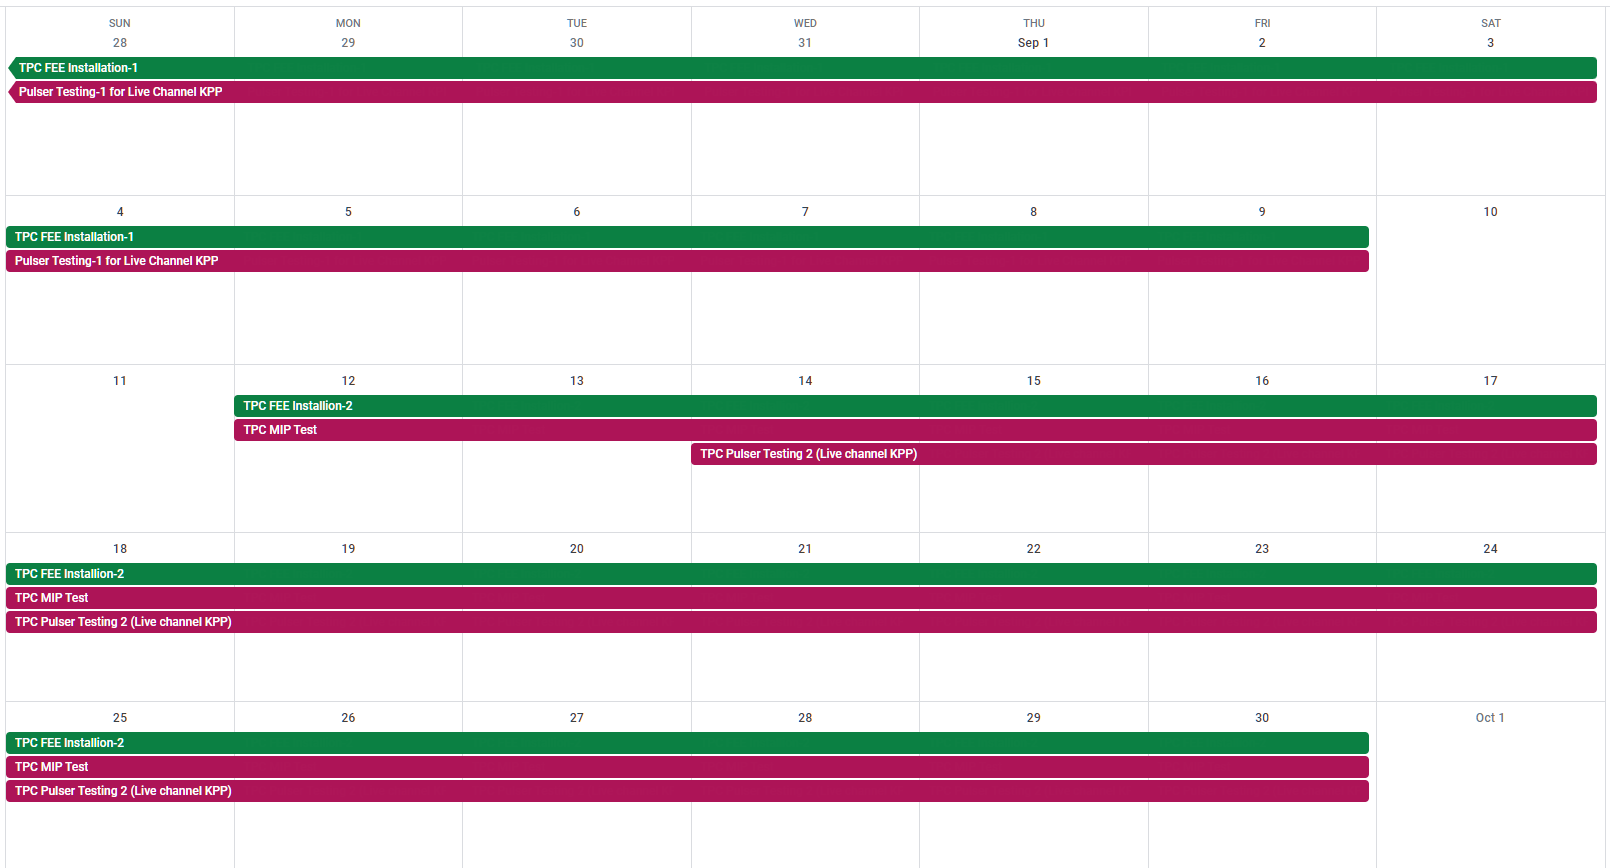 SUN MON TUE WED THU FRI SAT
28 29 30 31 Sep 1 2 3
TPC FEE Installation-1
Pulser Testing-1 for Live Channel KPP
4 5 6 7 8 9 10
TPC FEE Installation-1
Pulser Testing-1 for Live Channel KPP
11 12 13 14 15 16 17
TPC FEE Installion-2
TPC MIP Test
TPC Pulser Testing 2 (Live channel KPP)
18 19 20 21 22 23 24
TPC FEE Installion-2
TPC MIP Test
TPC Pulser Testing 2 (Live channel KPP)
25 26 27 28 29 30 Oct 1
TPC FEE Installion-2
TPC MIP Test
TPC Pulser Testing 2 (Live channel KPP)